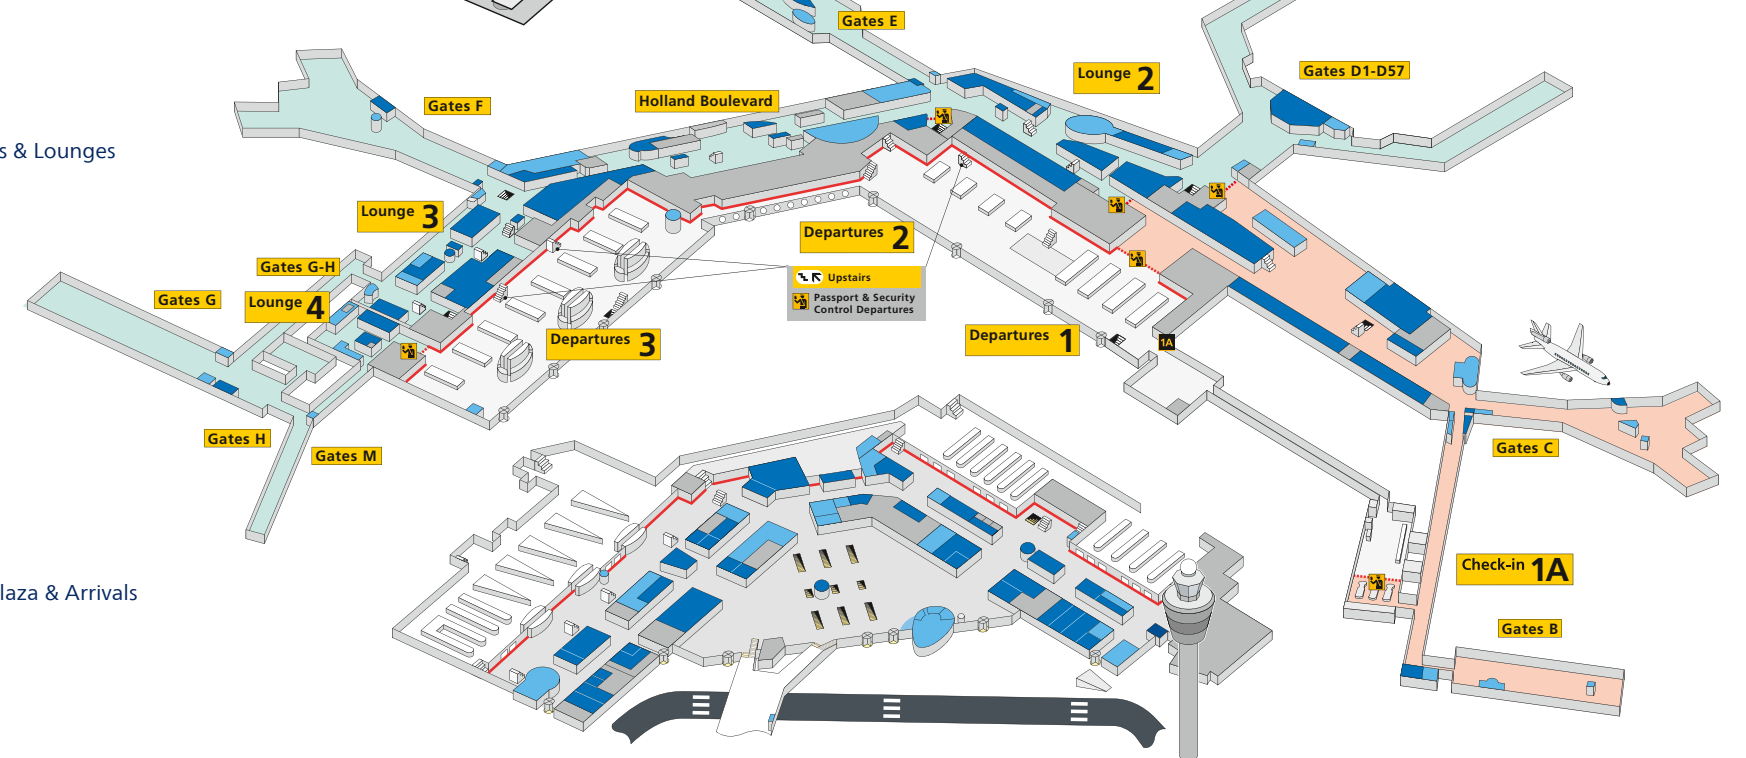 Gates E
Lounge 2
Gates D1-D57
Holland Boulevard
Gates F
s & Lounges
Lounge 3
Departures 2
Gates G-H
Upstairs
Gates G
Lounge 4
Passport & Security
Control Departures
Departures 3
Departures 1
1A
Gates H
Gates M
Gates C
Check-in 1A
laza & Arrivals
Gates B